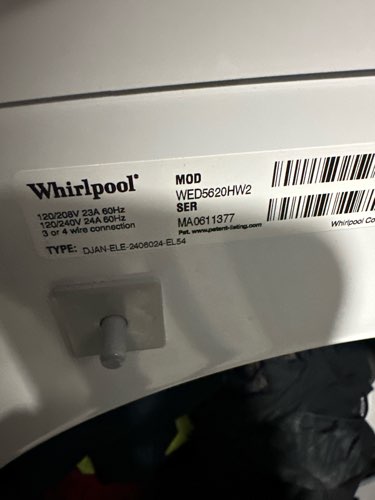 Whirlpool
120/208V 23A 60Hz
120/240V 24A 60Hz
3 or 4 wire connection
TYPE: DJAN-ELE-2406024-EL54
MOD
WED5620HW2
SER
MA0611377
Pat. www.patent-listing.com
Whirlpool Co